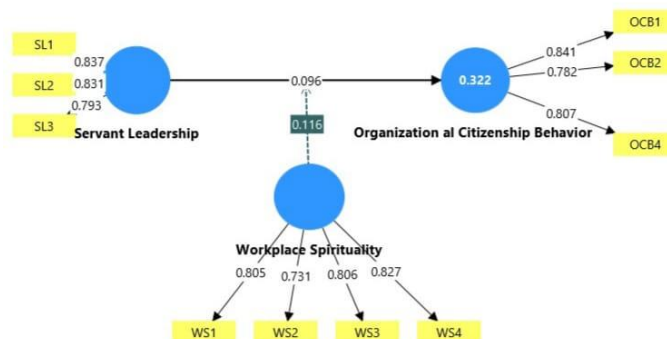 SL1
SL2
SL3
0.837
0.831
0.793
Servant Leadership
0.096
0.116
0.322
Organization al Citizenship Behavior
0.841
0.782
0.807
OCB1
OCB2
OCB4
Workplace Spirituality
0.805
0.731
0.806
0.827
WS1
WS2
WS3
WS4